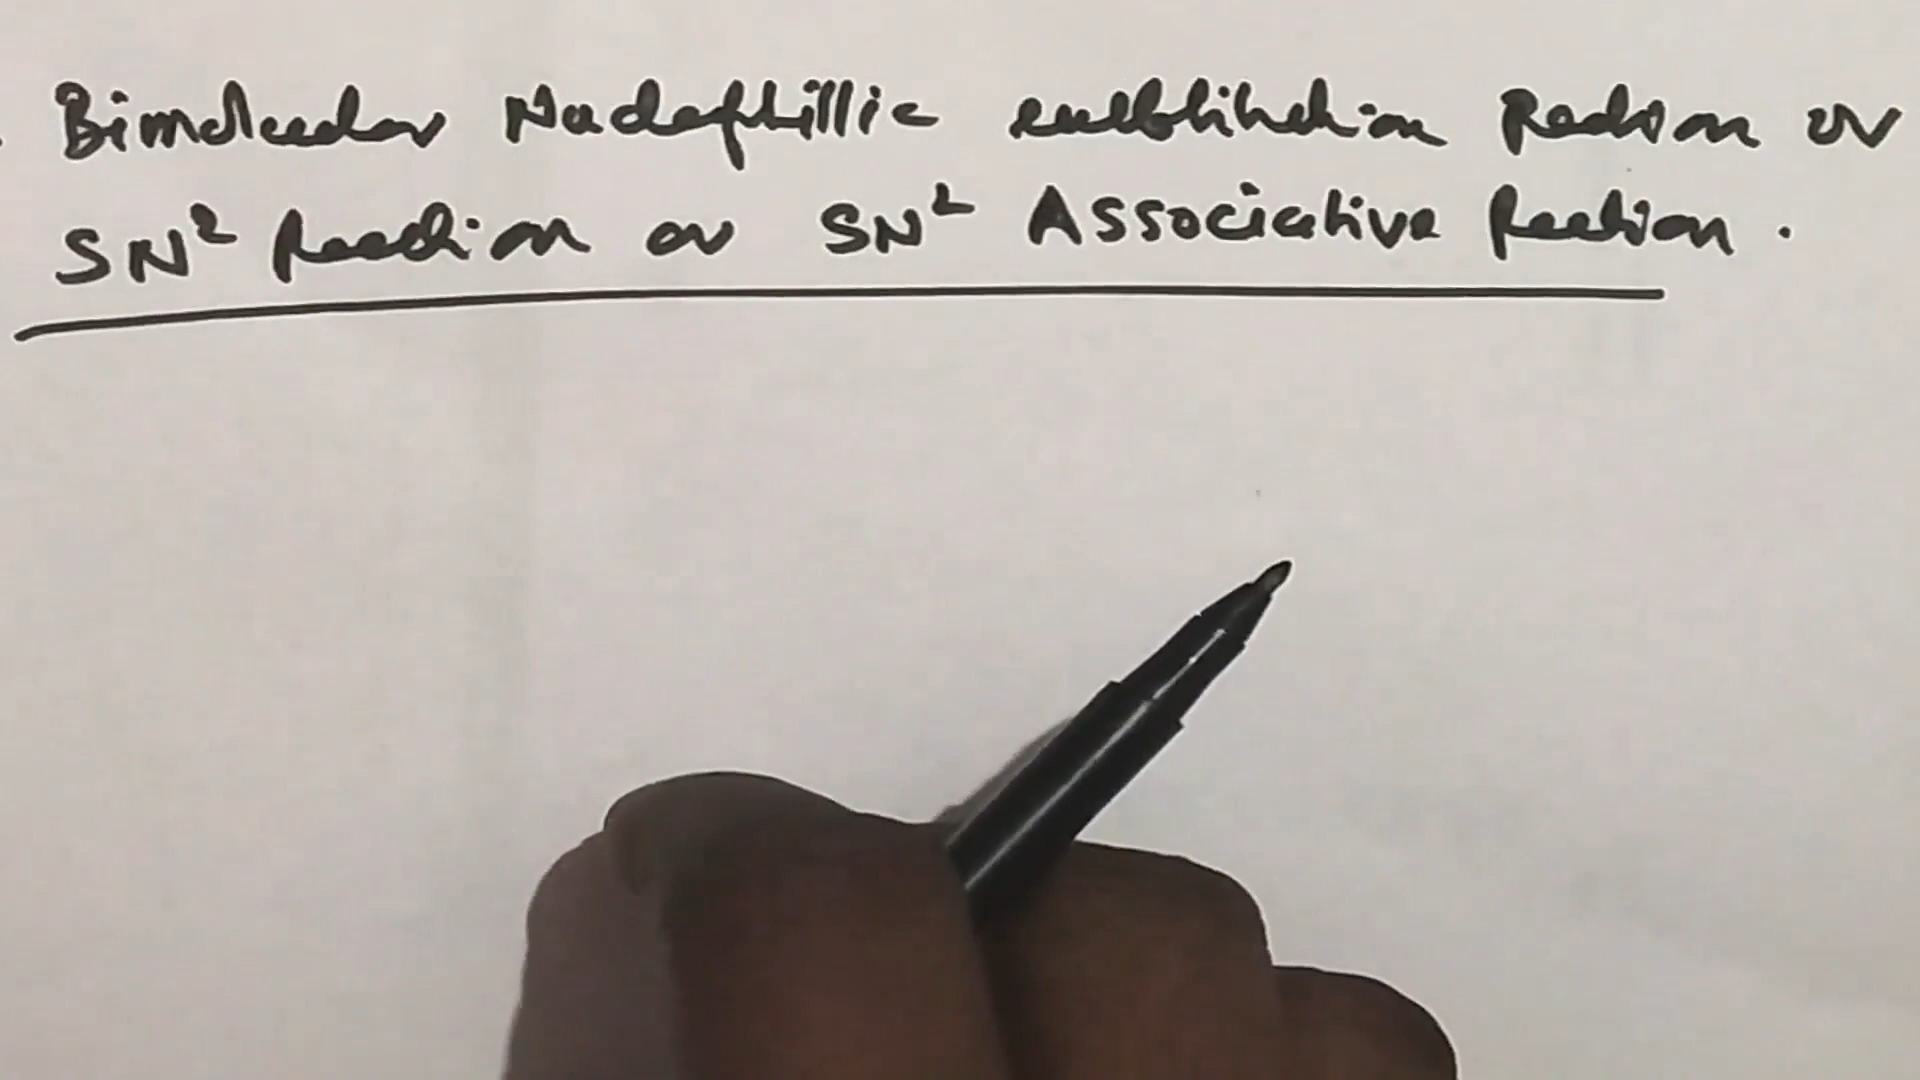 Bimolecular Nucleophillic substitution Reaction or
SN² Reaction or SN² Associative Reaction.